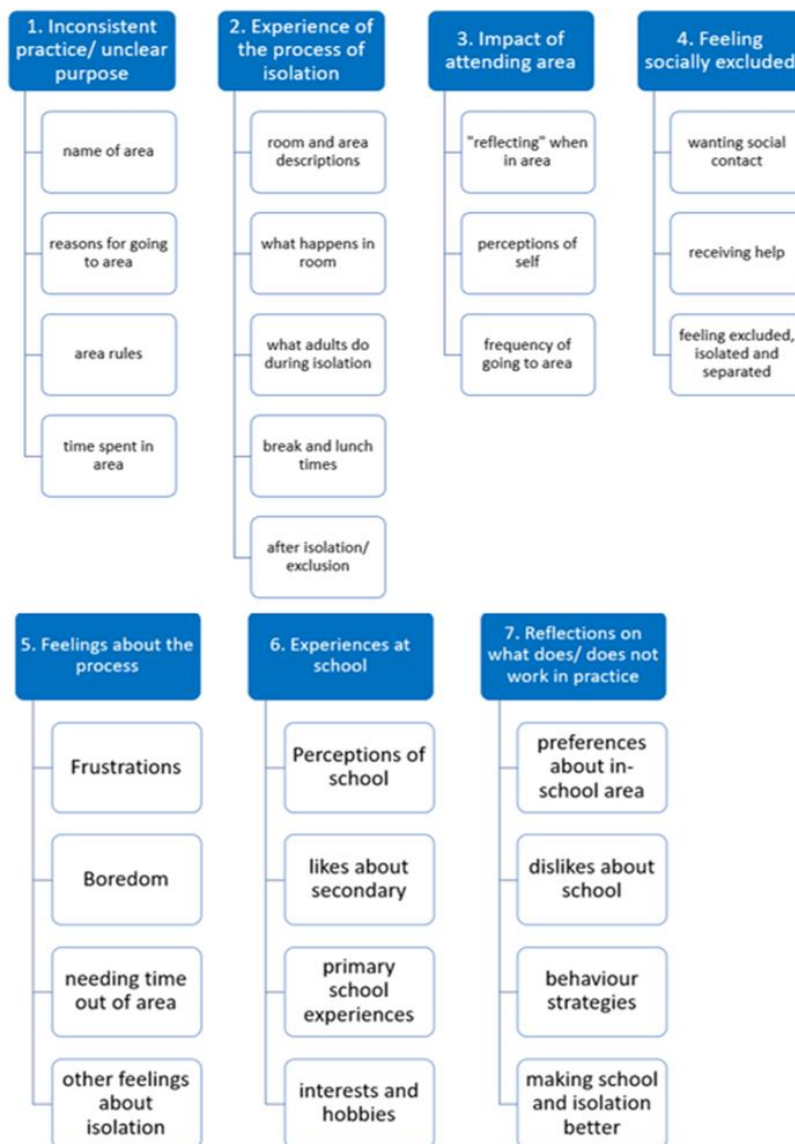 1. Inconsistent
practice/ unclear
purpose
name of area
reasons for going
to area
area rules
time spent in
area
2. Experience of
the process of
isolation
room and area
descriptions
what happens in
room
what adults do
during isolation
break and lunch
times
after isolation/
exclusion
3. Impact of
attending area
"reflecting" when
in area
perceptions of
self
frequency of
going to area
4. Feeling
socially excluded
wanting social
contact
receiving help
feeling excluded,
isolated and
separated
5. Feelings about the
process
Frustrations
Boredom
needing time
out of area
other feelings
about
isolation
6. Experiences at
school
Perceptions of
school
likes about
secondary
primary
school
experiences
interests and
hobbies
7. Reflections on
what does/ does not
work in practice
preferences
about in-
school area
dislikes about
school
behaviour
strategies
making school
and isolation
better